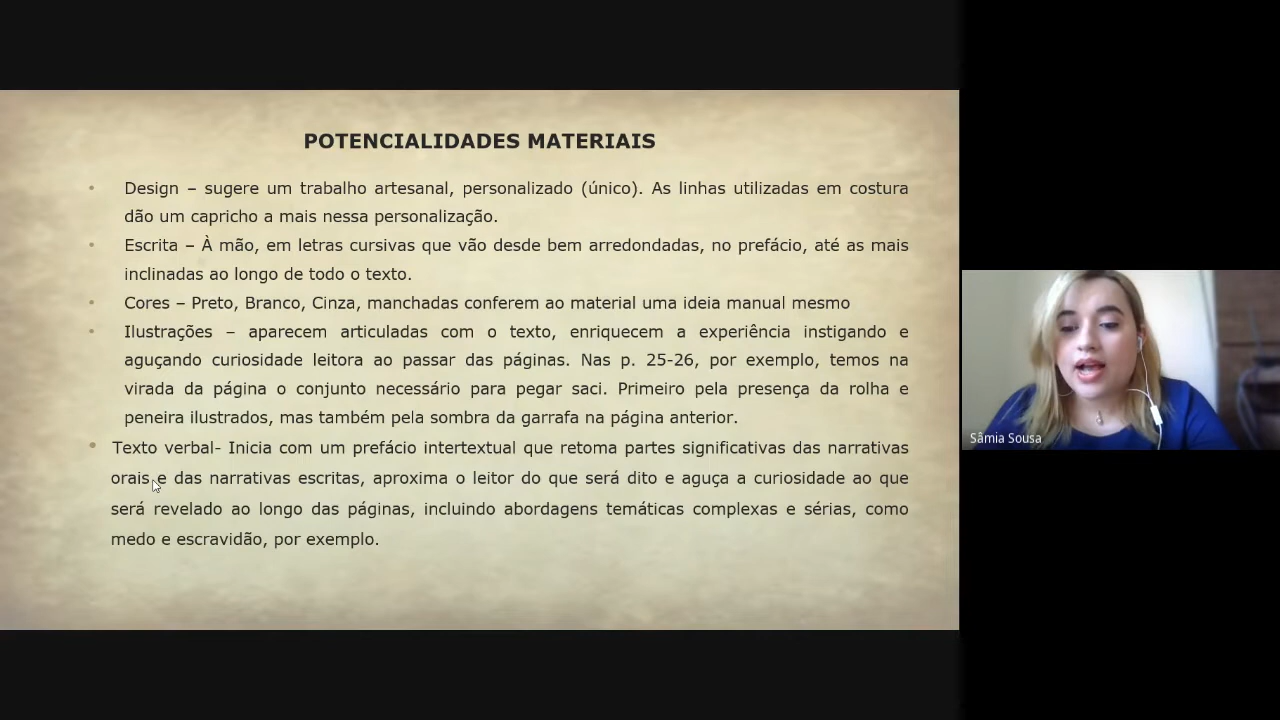 POTENCIALIDADES MATERIAIS
• Design – sugere um trabalho artesanal, personalizado (único). As linhas utilizadas em costura
dão um capricho a mais nessa personalização.
• Escrita – À mão, em letras cursivas que vão desde bem arredondadas, no prefácio, até as mais
inclinadas ao longo de todo o texto.
• Cores – Preto, Branco, Cinza, manchadas conferem ao material uma ideia manual mesmo
• Ilustrações – aparecem articuladas com o texto, enriquecem a experiência instigando e
aguçando curiosidade leitora ao passar das páginas. Nas p. 25-26, por exemplo, temos na
virada da página o conjunto necessário para pegar saci. Primeiro pela presença da rolha e
peneira ilustrados, mas também pela sombra da garrafa na página anterior.
• Texto verbal- Inicia com um prefácio intertextual que retoma partes significativas das narrativas
orais e das narrativas escritas, aproxima o leitor do que será dito e aguça a curiosidade ao que
será revelado ao longo das páginas, incluindo abordagens temáticas complexas e sérias, como
medo e escravidão, por exemplo.
Sâmia Sousa